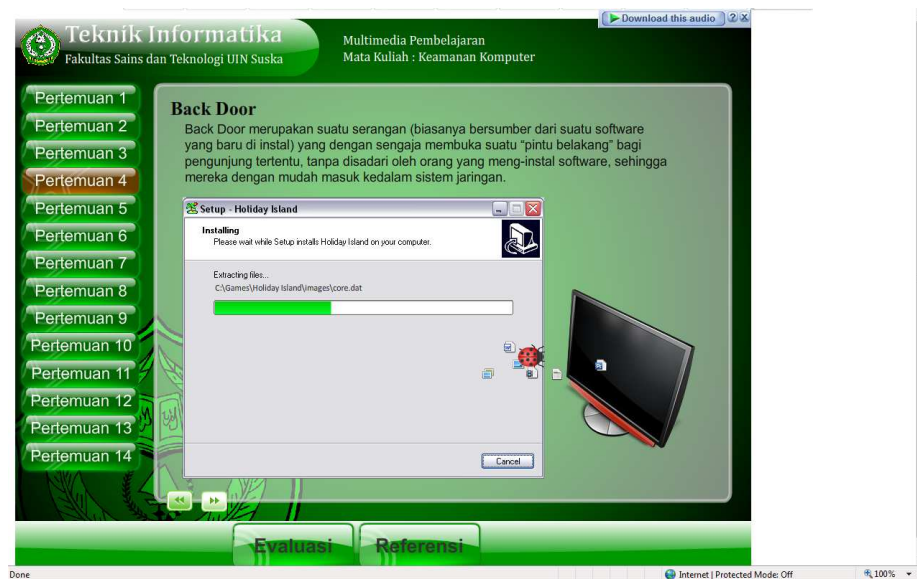 Download this audio ? X
Teknik Informatika
Fakultas Sains dan Teknologi UIN Suska
Multimedia Pembelajaran
Mata Kuliah : Keamanan Komputer
Pertemuan 1
Pertemuan 2
Pertemuan 3
Pertemuan 4
Pertemuan 5
Pertemuan 6
Pertemuan 7
Pertemuan 8
Pertemuan 9
Pertemuan 10
Pertemuan 11
Pertemuan 12
Pertemuan 13
Pertemuan 14
Back Door
Back Door merupakan suatu serangan (biasanya bersumber dari suatu software
yang baru di instal) yang dengan sengaja membuka suatu “pintu belakang” bagi
pengunjung tertentu, tanpa disadari oleh orang yang meng-instal software, sehingga
mereka dengan mudah masuk kedalam sistem jaringan.
Setup - Holiday Island
Installing
Please wait while Setup installs Holiday Island on your computer.
Extracting files...
C:\Games\Holiday Island\images\core.dat
Cancel
Evaluasi
Referensi
Done
Internet | Protected Mode: Off
100%